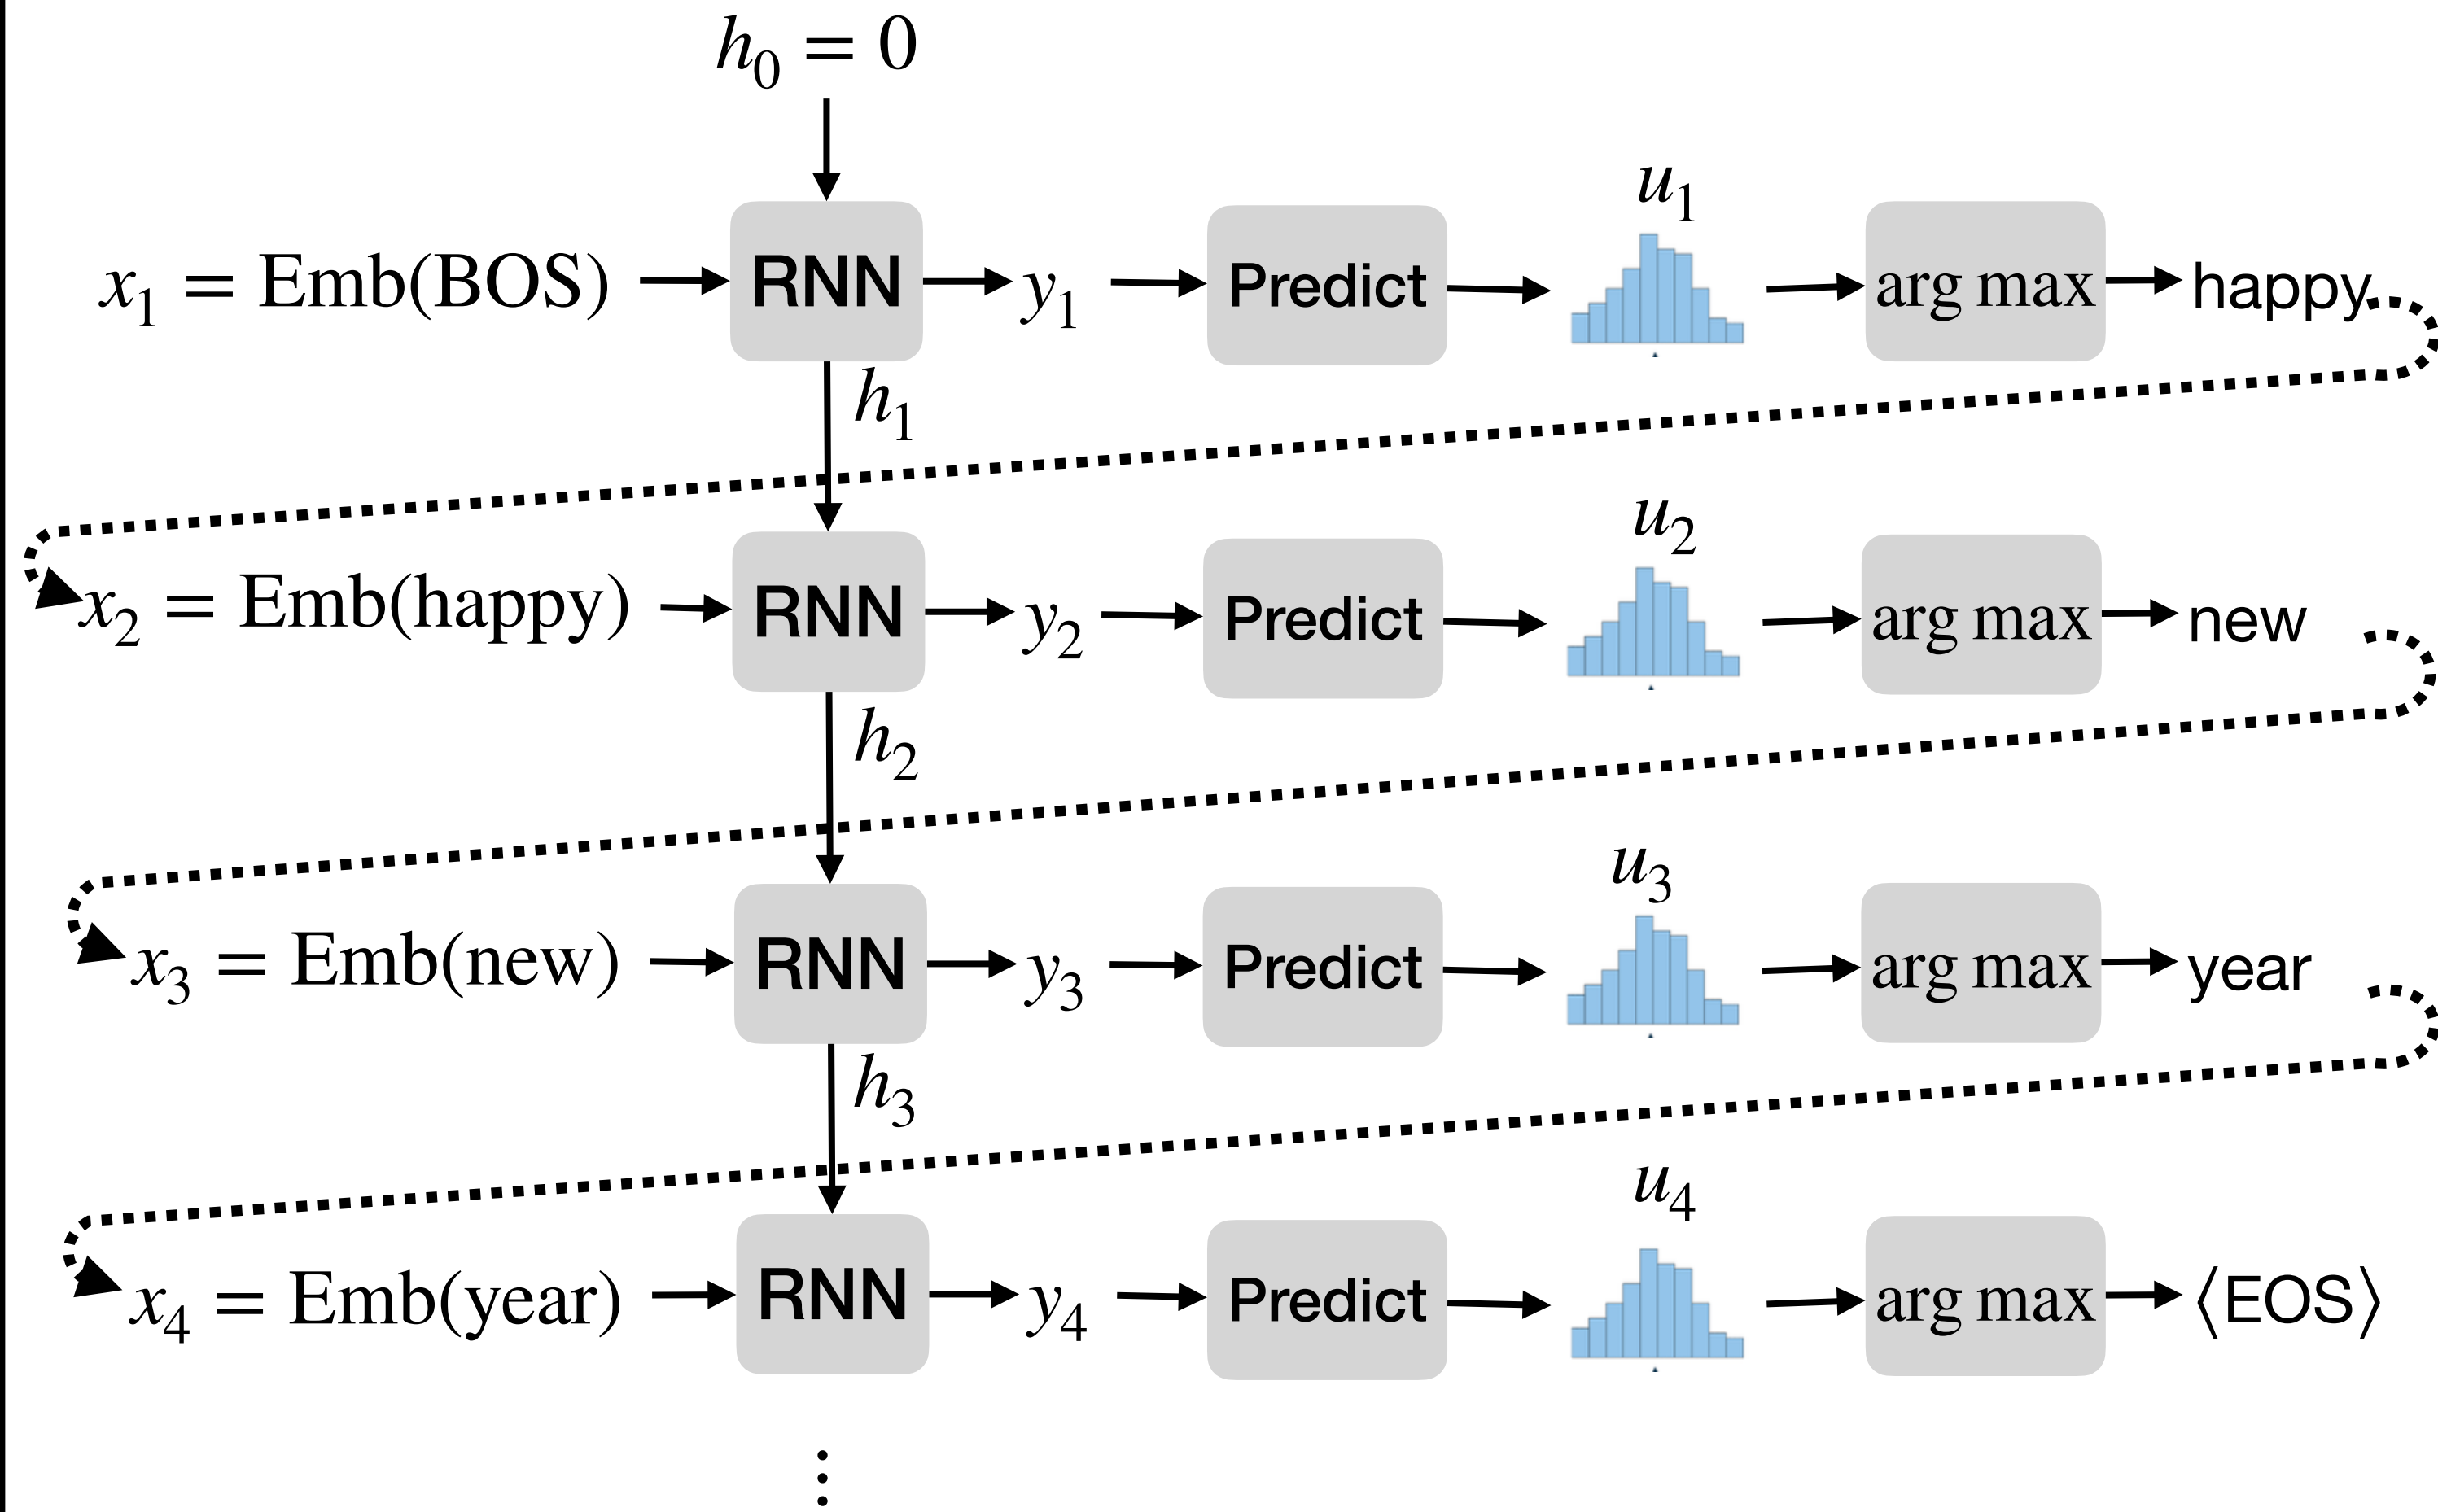 h₀ = 0
x₁ = Emb(BOS) RNN y₁ Predict u₁ arg max happy
h₁
x₂ = Emb(happy) RNN y₂ Predict u₂ arg max new
h₂
x₃ = Emb(new) RNN y₃ Predict u₃ arg max year
h₃
x₄ = Emb(year) RNN y₄ Predict u₄ arg max ⟨EOS⟩
⋮